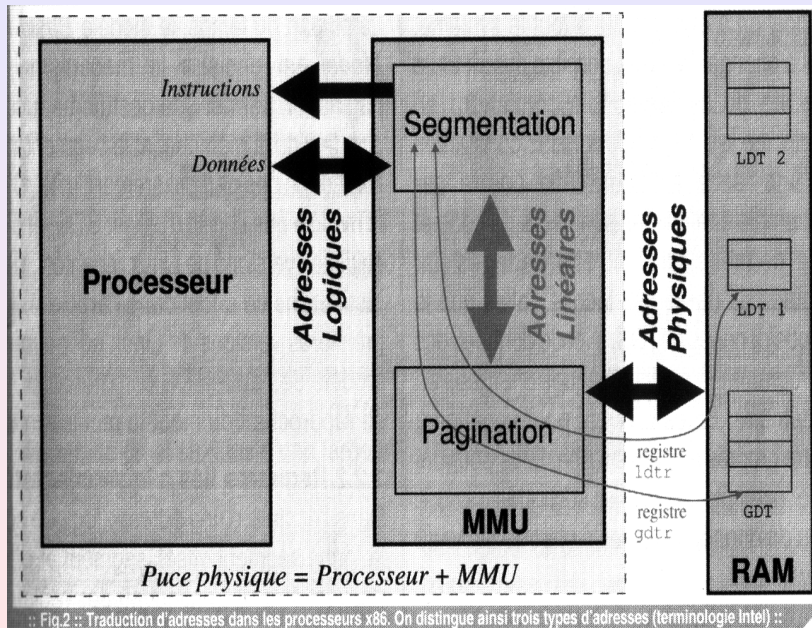 Instructions
Données
Processeur
Adresses
Logiques
Segmentation
Adresses
Linéaires
Pagination
MMU
Adresses
Physiques
LDT 2
LDT 1
registre
ldtr
registre
gdtr
GDT
RAM
Puce physique = Processeur + MMU
:: Fig.2 :: Traduction d'adresses dans les processeurs x86. On distingue ainsi trois types d'adresses (terminologie Intel) ::